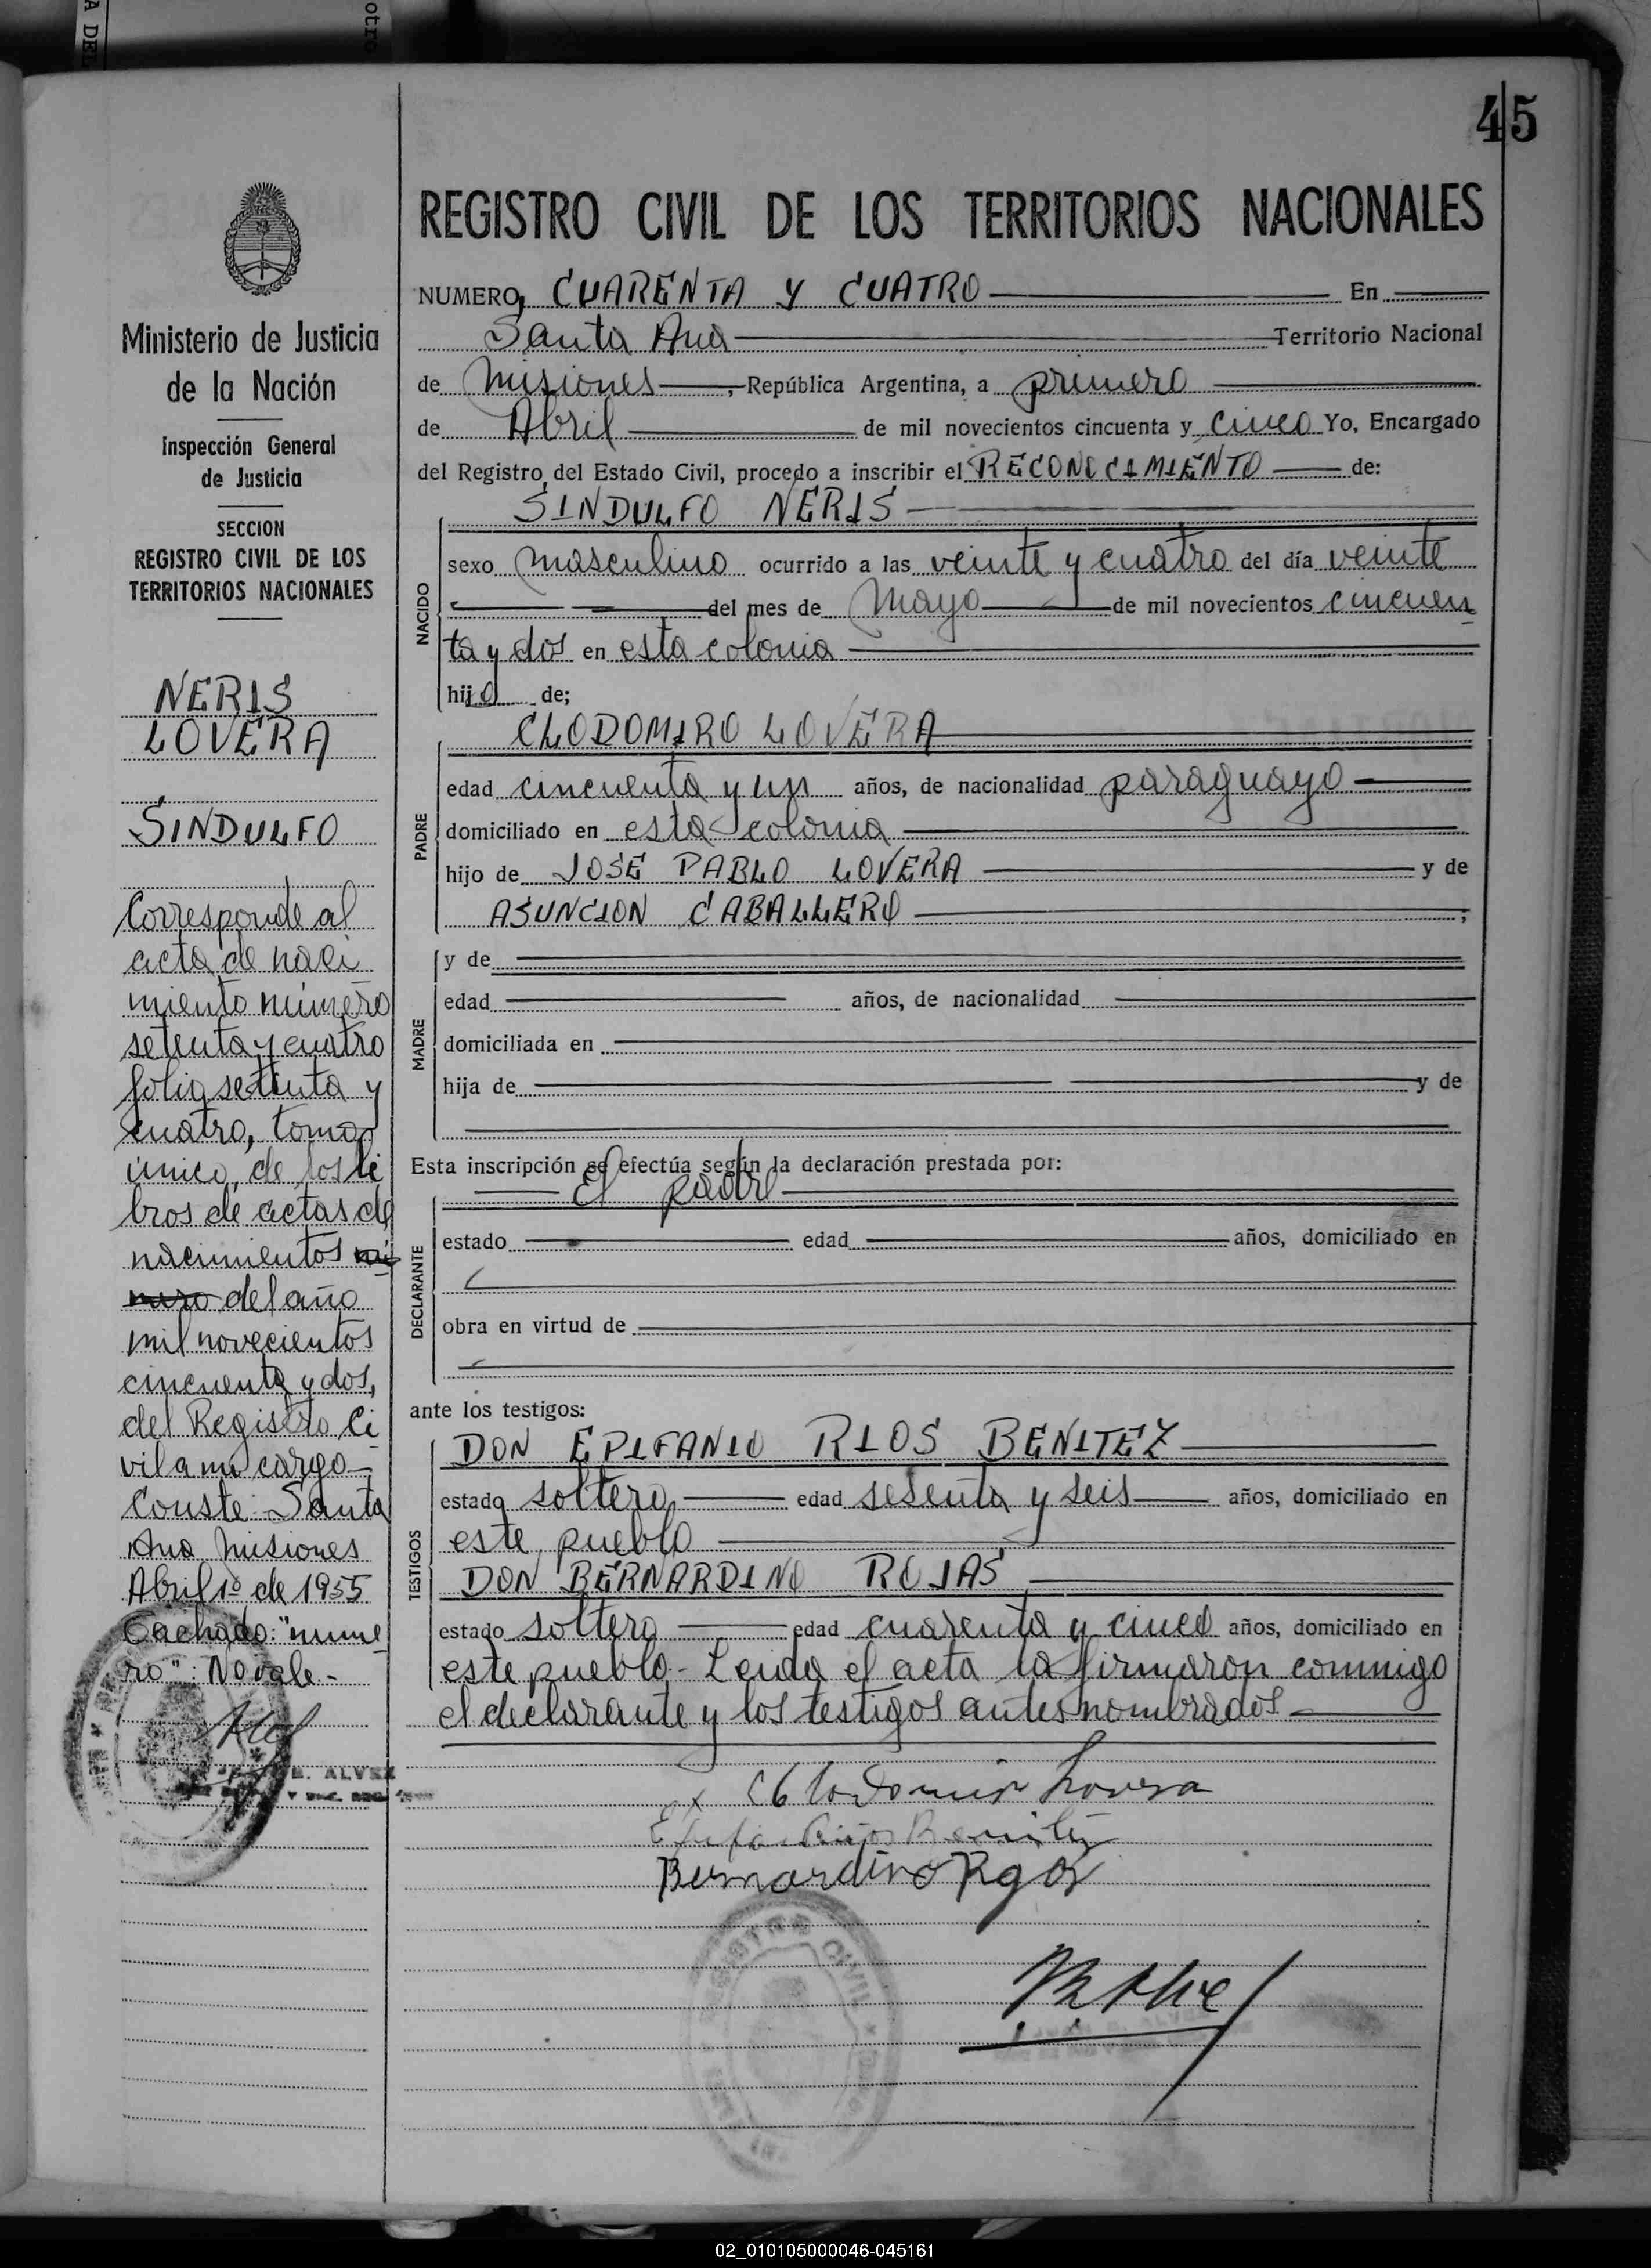 45
REGISTRO CIVIL DE LOS TERRITORIOS NACIONALES
Ministerio de Justicia
de la Nación
Inspección General
de Justicia
SECCION
REGISTRO CIVIL DE LOS
TERRITORIOS NACIONALES
NERIS
LOVERA
SINDULFO
Corresponde al
acta de naci
miento número
setenta y cuatro
folio setenta y
cuatro, tomo
único, de los li
bros de actas de
nacimientos nú
mero del año
mil novecientos
cincuenta y dos,
del Registro Ci
vil a mi cargo
Conste. Santa
Ana Misiones
Abril 1º de 1955
Tachado: "nume
ro": No vale.-
E. ALVEZ
NUMERO, CUARENTA Y CUATRO En
Santa Ana Territorio Nacional
de Misiones, República Argentina, a primero
de Abril de mil novecientos cincuenta y cinco Yo, Encargado
del Registro del Estado Civil, procedo a inscribir el RECONOCIMIENTO de:
NACIDO
SINDULFO NERIS
sexo masculino ocurrido a las veinte y cuatro del día veinte
del mes de Mayo de mil novecientos cincuen
ta y dos en esta colonia
hijo de;
PADRE
CLODOMIRO LOVERA
edad cincuenta y un años, de nacionalidad paraguayo
domiciliado en esta colonia
hijo de JOSE PABLO LOVERA y de
ASUNCION CABALLERO ;
MADRE
y de
edad años, de nacionalidad
domiciliada en
hija de y de
Esta inscripción se efectúa según la declaración prestada por:
DECLARANTE
El padre
estado edad años, domiciliado en
obra en virtud de
ante los testigos:
TESTIGOS
DON EPIFANIO RIOS BENITEZ
estado soltero, edad sesenta y seis años, domiciliado en
este pueblo
DON BERNARDINO ROJAS
estado soltero edad cuarenta y cinco años, domiciliado en
este pueblo.- Leida el acta la firmaron conmigo
el declarante y los testigos antes nombrados
Clodomiro Lovera
Benitez
Bernardino Rojas
REGISTRO CIVIL
02_010105000046-045161